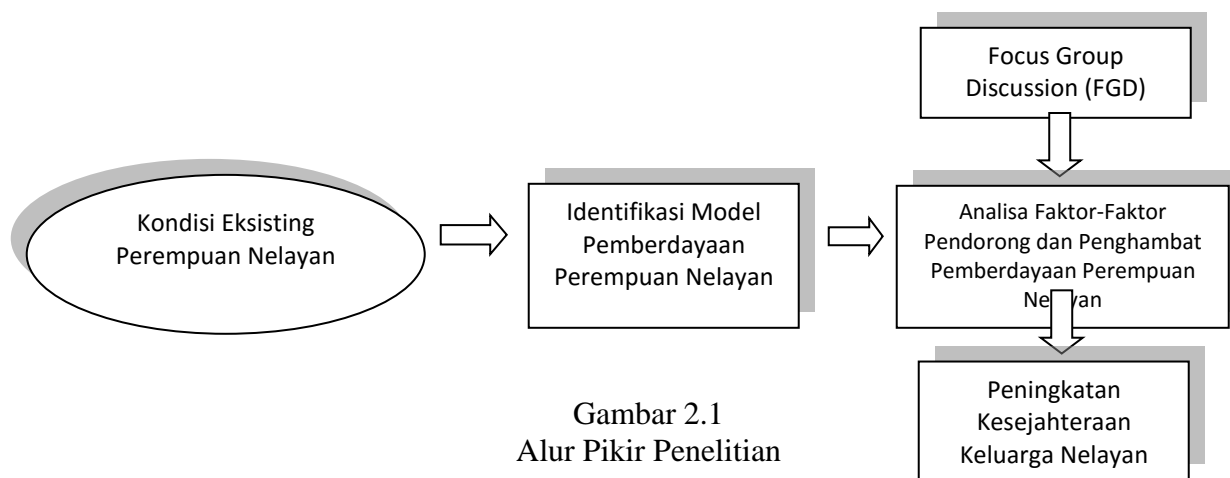 Focus Group
Discussion (FGD)
Kondisi Eksisting
Perempuan Nelayan
Identifikasi Model
Pemberdayaan
Perempuan Nelayan
Analisa Faktor-Faktor
Pendorong dan Penghambat
Pemberdayaan Perempuan
Nelayan
Peningkatan
Kesejahteraan
Keluarga Nelayan
Gambar 2.1
Alur Pikir Penelitian